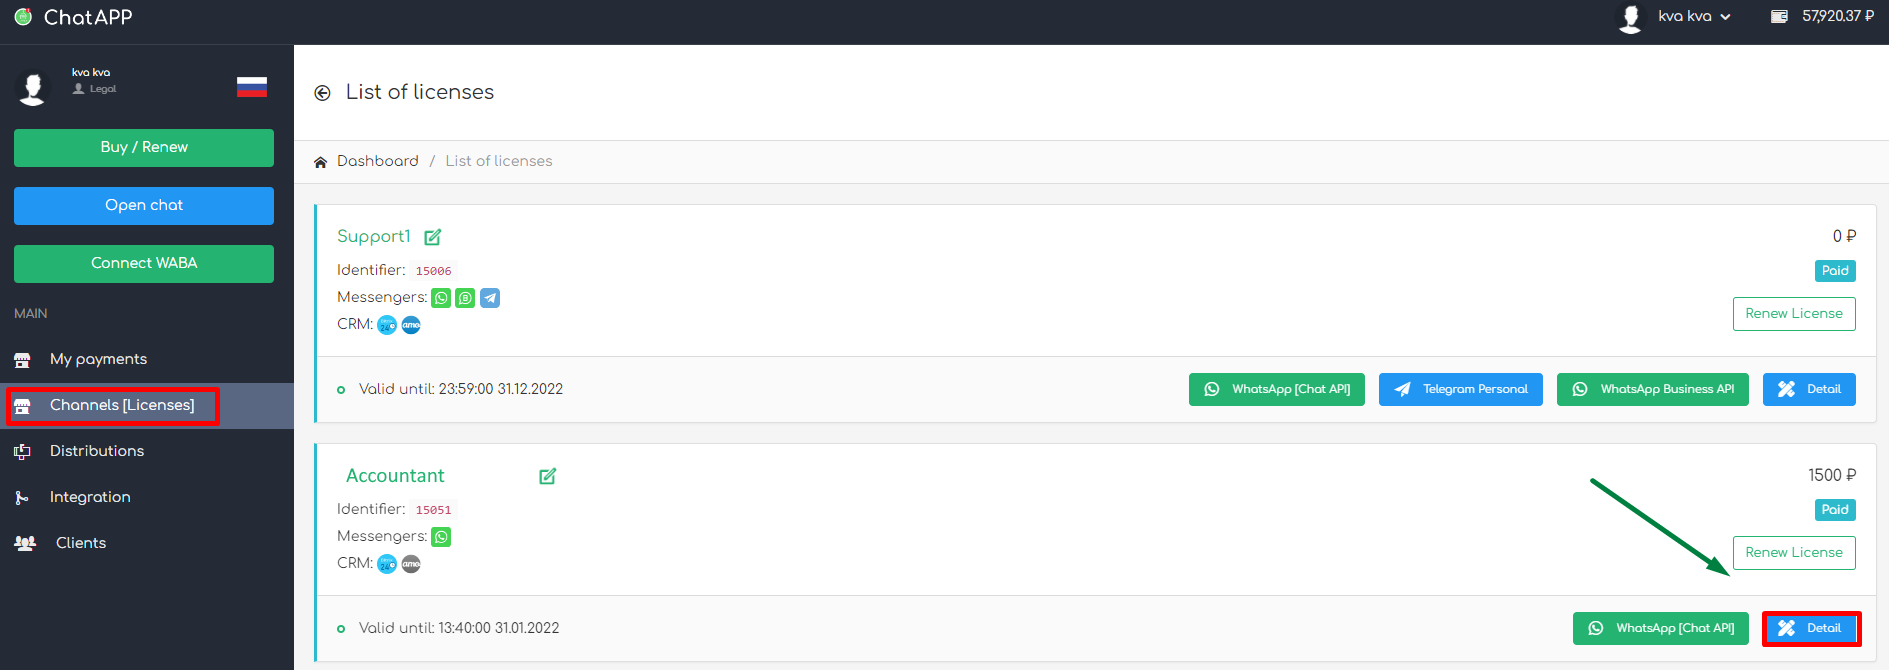 ChatAPP
kva kva
57,920.37 ₽
kva kva
Legal
Buy / Renew
Open chat
Connect WABA
MAIN
My payments
Channels [Licenses]
Distributions
Integration
Clients
List of licenses
Dashboard / List of licenses
Support1
0 ₽
Identifier: 15006
Paid
Messengers:
Renew License
CRM: 24 amo
Valid until: 23:59:00 31.12.2022
WhatsApp [Chat API]
Telegram Personal
WhatsApp Business API
Detail
Accountant
1500 ₽
Identifier: 15051
Paid
Messengers:
Renew License
CRM: 24 amo
Valid until: 13:40:00 31.01.2022
WhatsApp [Chat API]
Detail